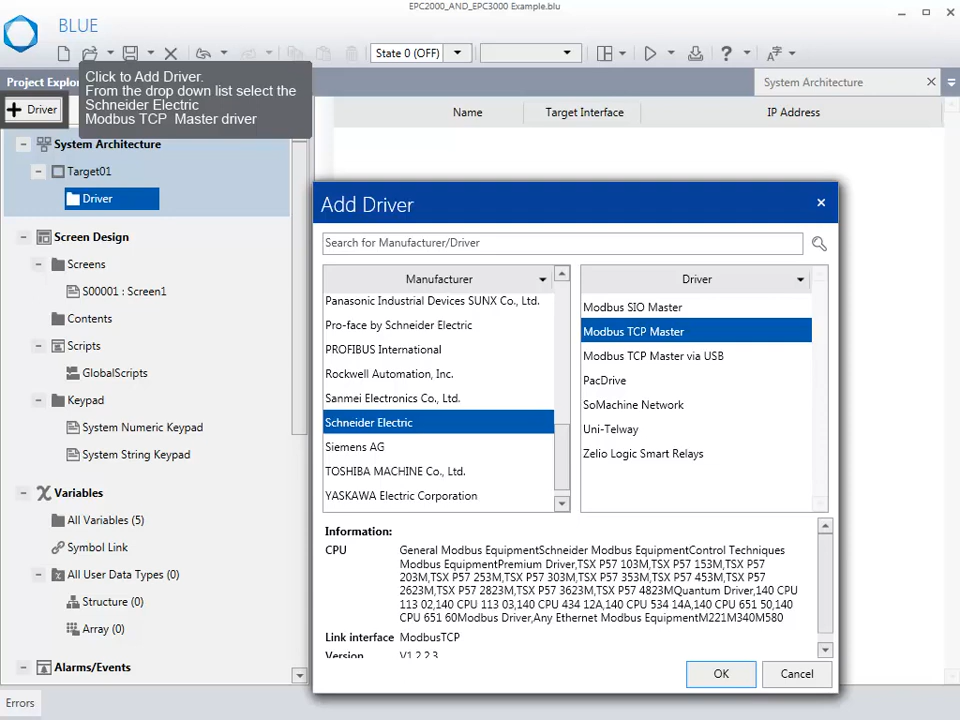 EPC2000_AND_EPC3000 Example.blu
BLUE
State 0 (OFF)
Project Explo
System Architecture
Click to Add Driver.
From the drop down list select the
Schneider Electric
Modbus TCP Master driver
Driver
Name
Target Interface
IP Address
System Architecture
Target01
Driver
Screen Design
Screens
S00001 : Screen1
Contents
Scripts
GlobalScripts
Keypad
System Numeric Keypad
System String Keypad
Variables
All Variables (5)
Symbol Link
All User Data Types (0)
Structure (0)
Array (0)
Alarms/Events
Errors
Add Driver
Search for Manufacturer/Driver
Manufacturer
Panasonic Industrial Devices SUNX Co., Ltd.
Pro-face by Schneider Electric
PROFIBUS International
Rockwell Automation, Inc.
Sanmei Electronics Co., Ltd.
Schneider Electric
Siemens AG
TOSHIBA MACHINE Co., Ltd.
YASKAWA Electric Corporation
Driver
Modbus SIO Master
Modbus TCP Master
Modbus TCP Master via USB
PacDrive
SoMachine Network
Uni-Telway
Zelio Logic Smart Relays
Information:
CPU
General Modbus EquipmentSchneider Modbus EquipmentControl Techniques
Modbus EquipmentPremium Driver,TSX P57 103M,TSX P57 153M,TSX P57
203M,TSX P57 253M,TSX P57 303M,TSX P57 353M,TSX P57 453M,TSX P57
2623M,TSX P57 2823M,TSX P57 3623M,TSX P57 4823MQuantum Driver,140 CPU
113 02,140 CPU 113 03,140 CPU 434 12A,140 CPU 534 14A,140 CPU 651 50,140
CPU 651 60Modbus Driver,Any Ethernet Modbus EquipmentM221M340M580
Link interface ModbusTCP
Version V1.2.2.3
OK
Cancel